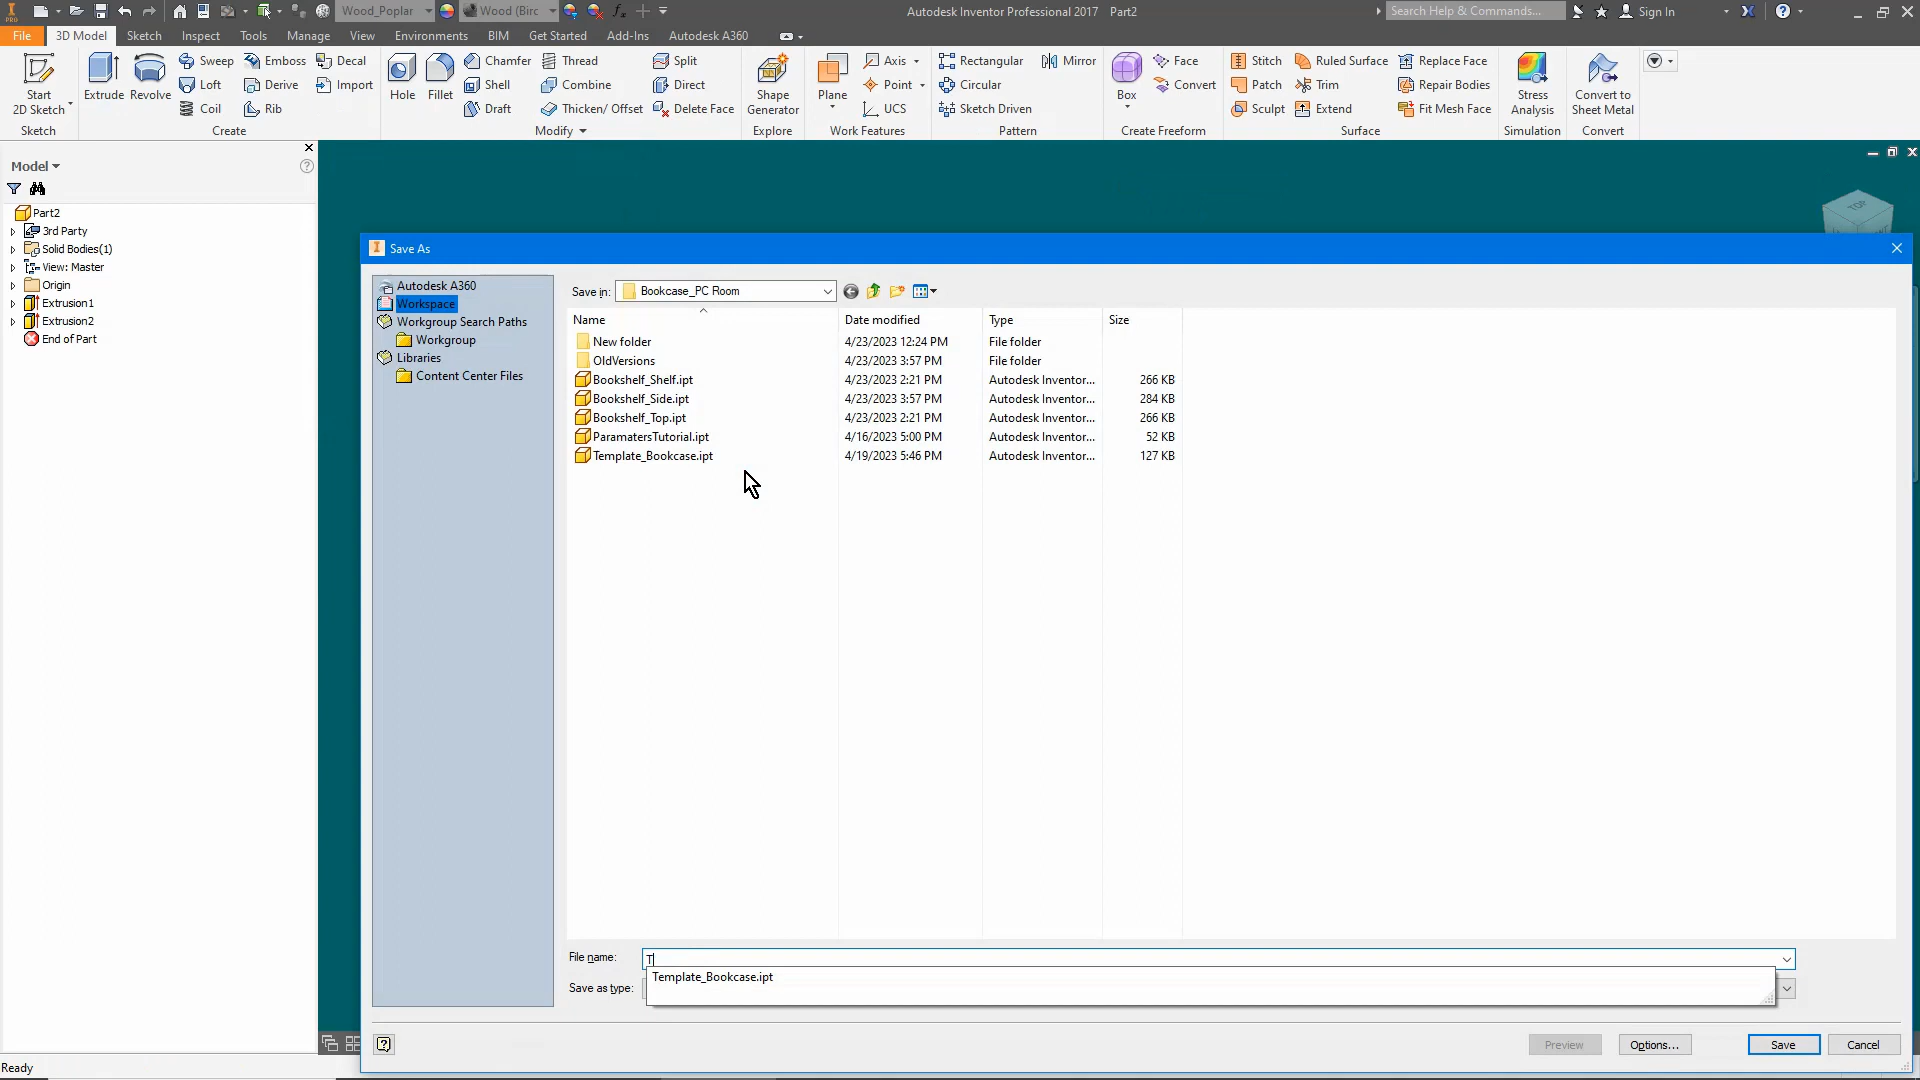 Wood_Poplar
Wood (Birc
Autodesk Inventor Professional 2017 Part2
Search Help & Commands...
Sign In
File 3D Model Sketch Inspect Tools Manage View Environments BIM Get Started Add-Ins Autodesk A360
Start
2D Sketch
Sketch
Extrude Revolve
Sweep Emboss Decal
Loft Derive Import
Coil Rib
Create
Hole Fillet
Chamfer Thread Split
Shell Combine Direct
Draft Thicken/ Offset Delete Face
Modify
Shape
Generator
Explore
Plane
Axis
Point
UCS
Work Features
Rectangular Mirror
Circular
Sketch Driven
Pattern
Box
Face
Convert
Create Freeform
Stitch Ruled Surface Replace Face
Patch Trim Repair Bodies
Sculpt Extend Fit Mesh Face
Surface
Stress
Analysis
Simulation
Convert to
Sheet Metal
Convert
Model
Part2
3rd Party
Solid Bodies(1)
View: Master
Origin
Extrusion1
Extrusion2
End of Part
TOP
Save As
Autodesk A360
Workspace
Workgroup Search Paths
Workgroup
Libraries
Content Center Files
Save in: Bookcase_PC Room
Name Date modified Type Size
New folder 4/23/2023 12:24 PM File folder
OldVersions 4/23/2023 3:57 PM File folder
Bookshelf_Shelf.ipt 4/23/2023 2:21 PM Autodesk Inventor... 266 KB
Bookshelf_Side.ipt 4/23/2023 3:57 PM Autodesk Inventor... 284 KB
Bookshelf_Top.ipt 4/23/2023 2:21 PM Autodesk Inventor... 266 KB
ParamatersTutorial.ipt 4/16/2023 5:00 PM Autodesk Inventor... 52 KB
Template_Bookcase.ipt 4/19/2023 5:46 PM Autodesk Inventor... 127 KB
File name: T
Template_Bookcase.ipt
Save as type:
Preview Options... Save Cancel
Ready